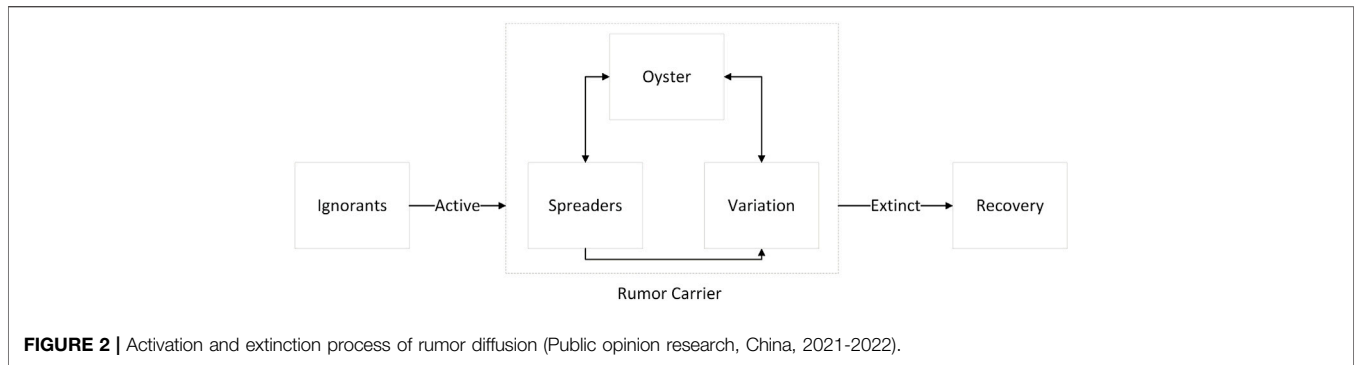 Oyster
Ignorants
Active
Spreaders
Variation
Extinct
Recovery
Rumor Carrier
FIGURE 2 | Activation and extinction process of rumor diffusion (Public opinion research, China, 2021-2022).